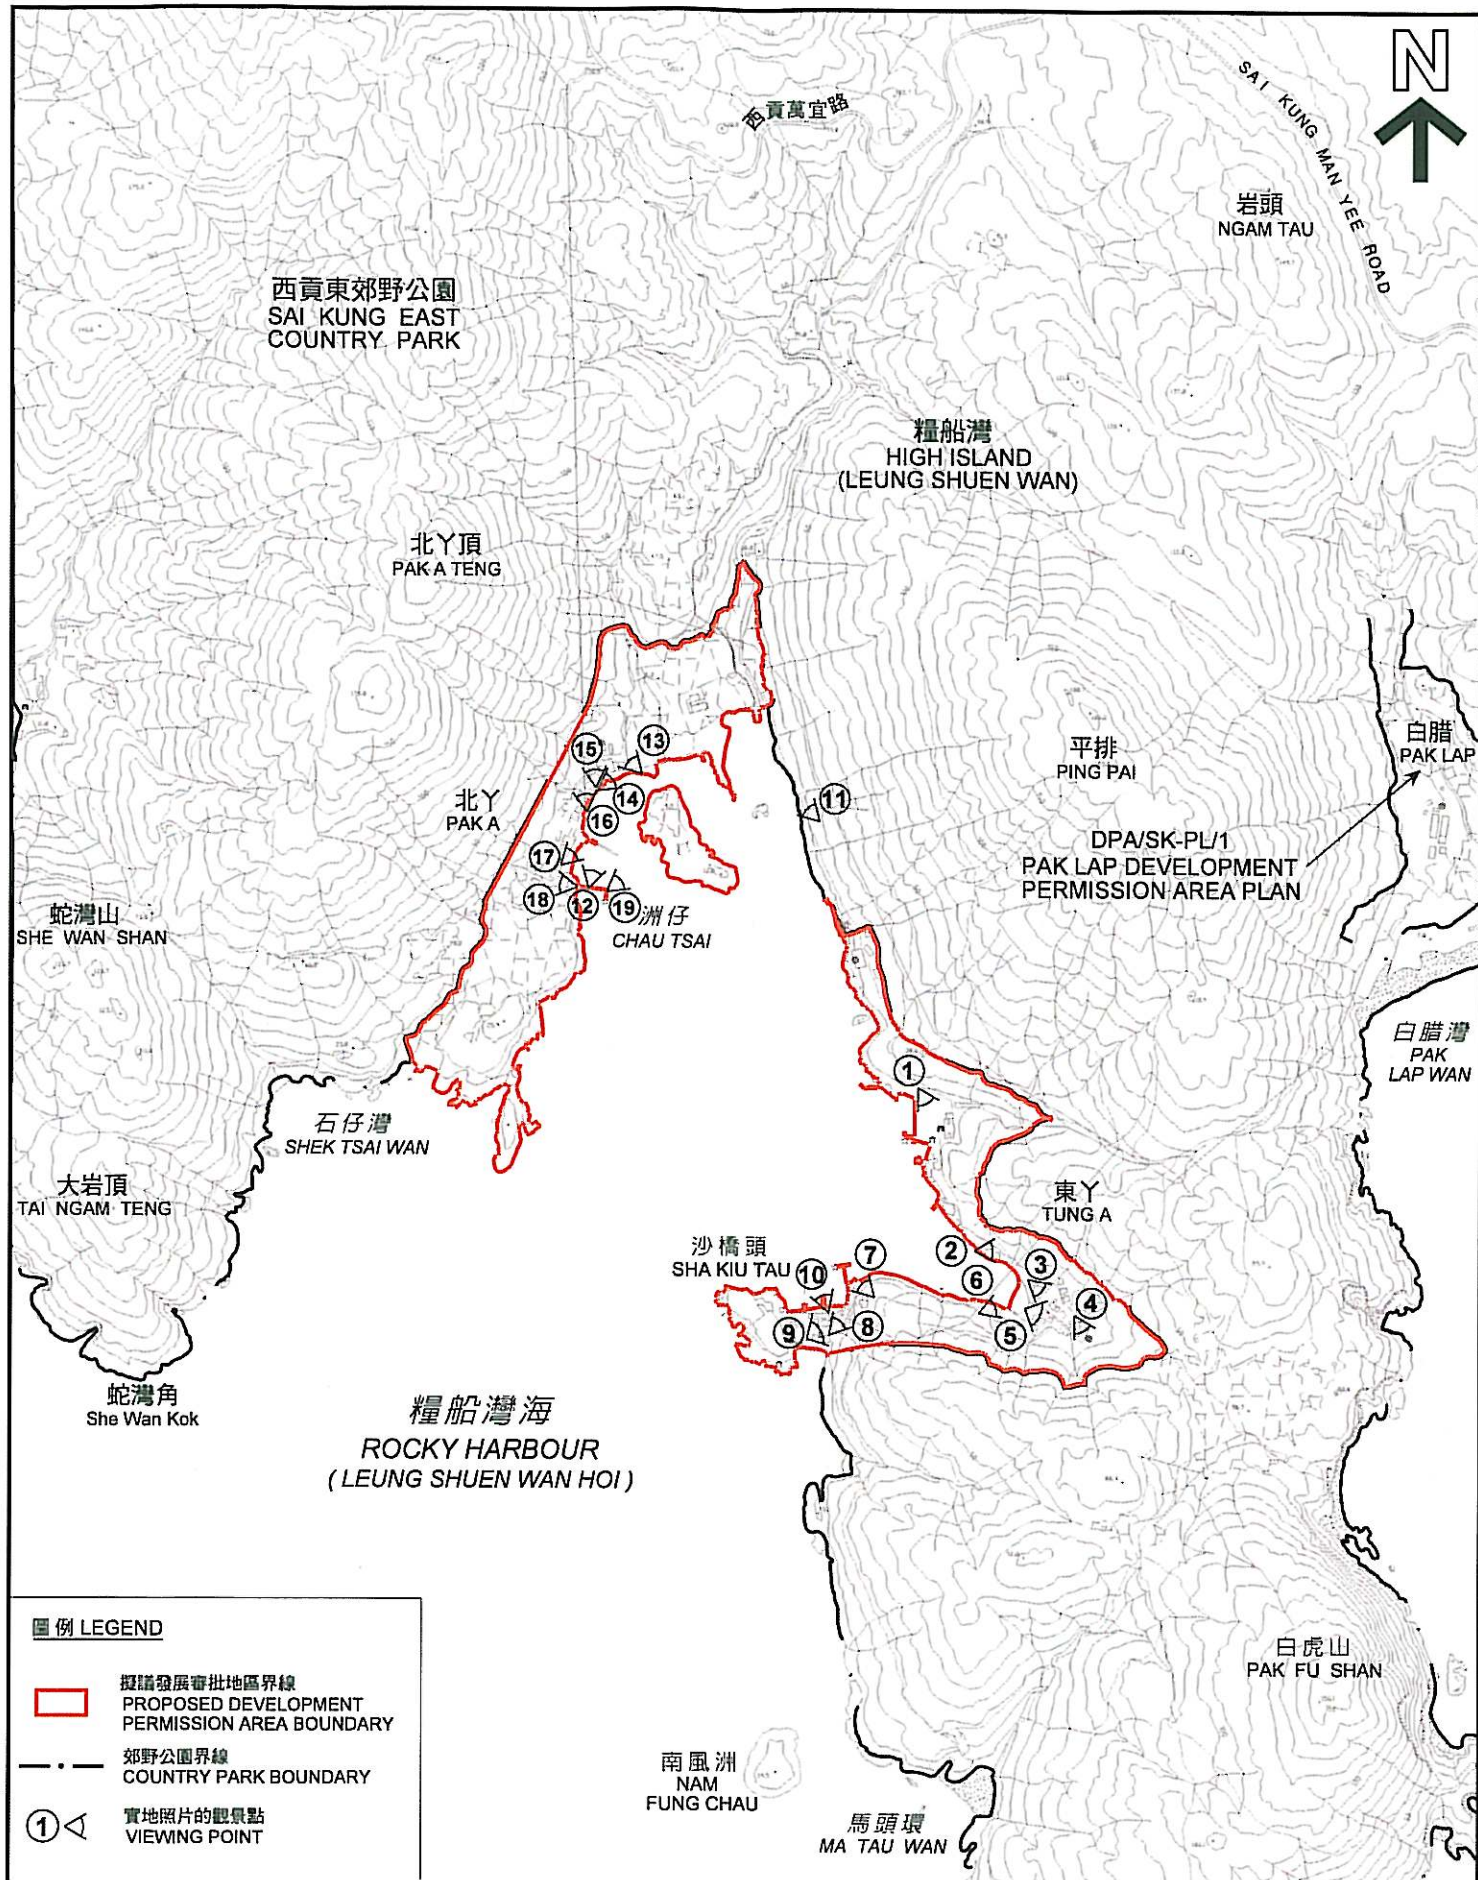 N
SAI KUNG MAN YEE ROAD
西貢萬宜路
岩頭
NGAM TAU
西貢東郊野公園
SAI KUNG EAST
COUNTRY PARK
糧船灣
HIGH ISLAND
(LEUNG SHUEN WAN)
北丫頂
PAK A TENG
白腊
PAK LAP
平排
PING PAI
15
13
14
16
11
北丫
PAK A
DPA/SK-PL/1
PAK LAP DEVELOPMENT
PERMISSION AREA PLAN
17
18
12
19
洲仔
CHAU TSAI
蛇灣山
SHE WAN SHAN
白腊灣
PAK
LAP WAN
1
石仔灣
SHEK TSAI WAN
大岩頂
TAI NGAM TENG
東丫
TUNG A
沙橋頭
SHA KIU TAU
2
7
10
6
3
4
9
8
5
蛇灣角
She Wan Kok
糧船灣海
ROCKY HARBOUR
(LEUNG SHUEN WAN HOI)
白虎山
PAK FU SHAN
南風洲
NAM
FUNG CHAU
馬頭環
MA TAU WAN
圖例 LEGEND
擬議發展審批地區界線
PROPOSED DEVELOPMENT
PERMISSION AREA BOUNDARY
郊野公園界線
COUNTRY PARK BOUNDARY
1
實地照片的觀景點
VIEWING POINT